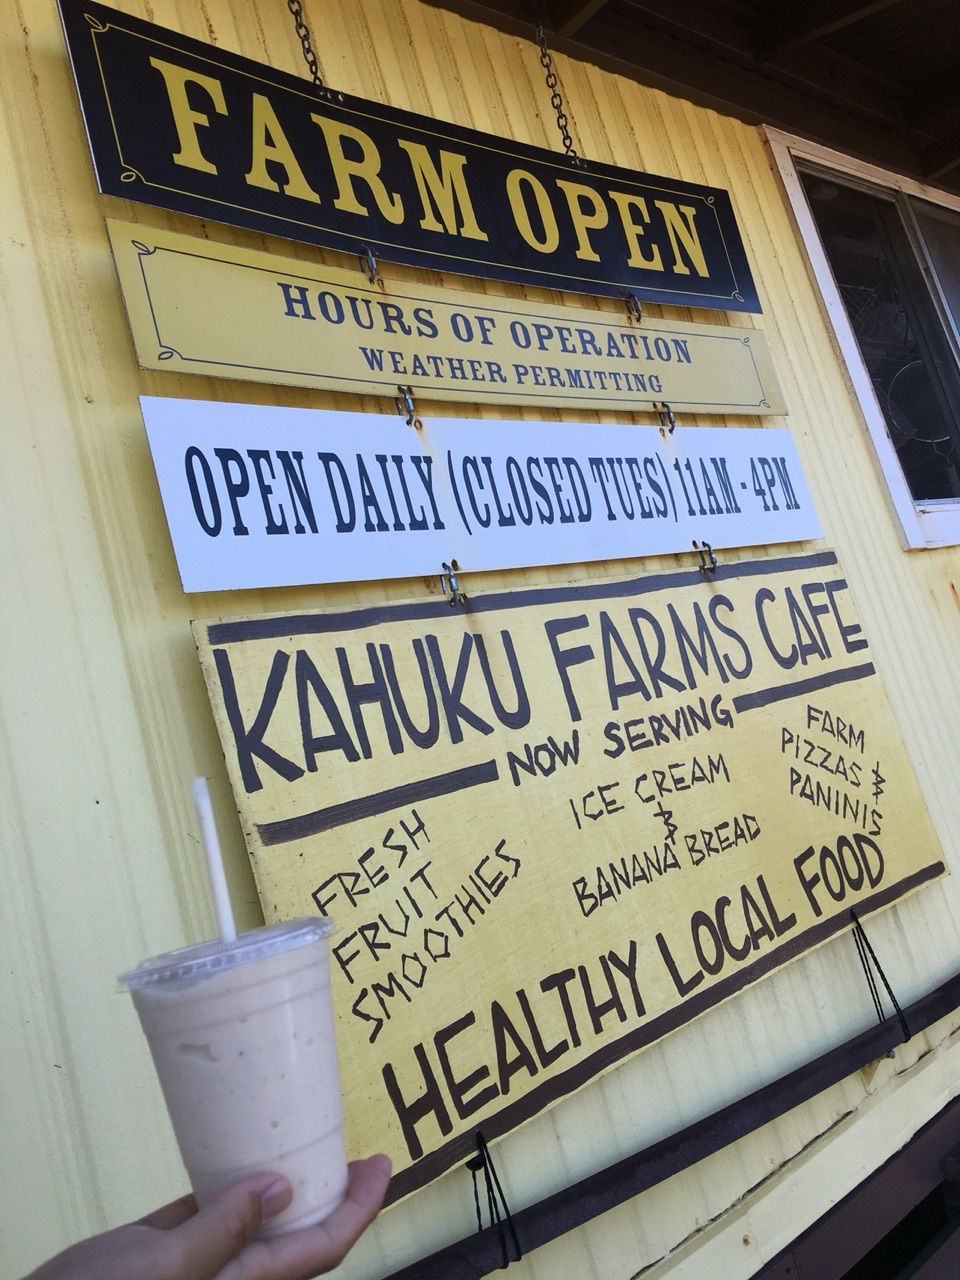 FARM OPEN
HOURS OF OPERATION
WEATHER PERMITTING
OPEN DAILY (CLOSED TUES) 11AM - 4PM
KAHUKU FARMS CAFE
NOW SERVING
FRESH
FRUIT
SMOOTHIES
ICE CREAM
&
BANANA BREAD
FARM
PIZZAS &
PANINIS
HEALTHY LOCAL FOOD